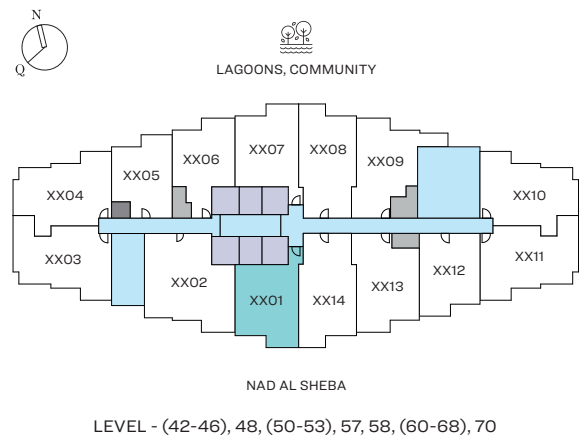 N
Q
LAGOONS, COMMUNITY
XX07
XX08
XX06
XX09
XX05
XX04
XX10
XX03
XX11
XX02
XX12
XX13
XX01
XX14
NAD AL SHEBA
LEVEL - (42-46), 48, (50-53), 57, 58, (60-68), 70